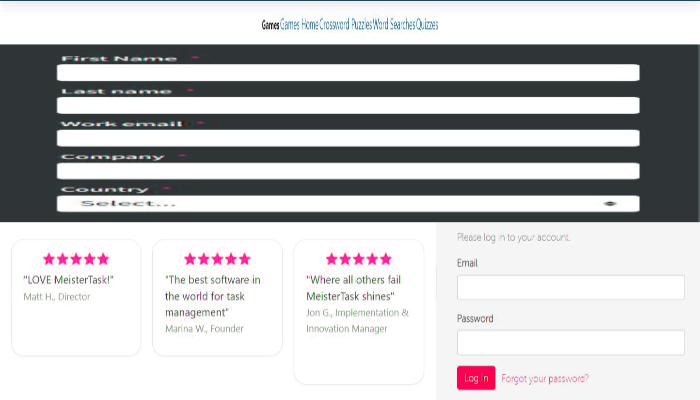 Games Games Home Crossword Puzzles Word Searches Quizzes
First Name *
Last name *
Work email *
Company *
Country *
Select...
"LOVE MeisterTask!"
Matt H., Director
"The best software in
the world for task
management"
Marina W., Founder
"Where all others fail
MeisterTask shines"
Jon G., Implementation &
Innovation Manager
Please log in to your account.
Email
Password
Log in Forgot your password?